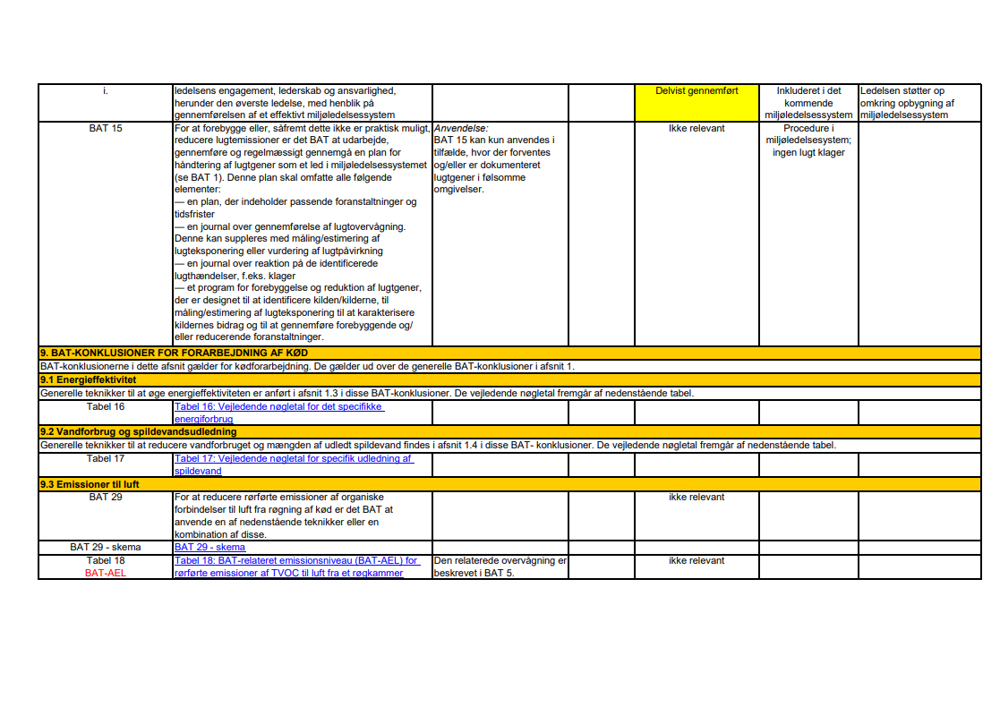 i.
ledelsens engagement, lederskab og ansvarlighed,
herunder den øverste ledelse, med henblik på
gennemførelsen af et effektivt miljøledelsessystem
Delvist gennemført
Inkluderet i det
kommende
miljøledelsessystem
Ledelsen støtter op
omkring opbygning af
miljøledelsessystem
BAT 15
For at forebygge eller, såfremt dette ikke er praktisk muligt,
reducere lugtemissioner er det BAT at udarbejde,
gennemføre og regelmæssigt gennemgå en plan for
håndtering af lugtgener som et led i miljøledelsessystemet
(se BAT 1). Denne plan skal omfatte alle følgende
elementer:
— en plan, der indeholder passende foranstaltninger og
tidsfrister
— en journal over gennemførelse af lugtovervågning.
Denne kan suppleres med måling/estimering af
lugteksponering eller vurdering af lugtpåvirkning
— en journal over reaktion på de identificerede
lugthændelser, f.eks. klager
— et program for forebyggelse og reduktion af lugtgener,
der er designet til at identificere kilden/kilderne, til
måling/estimering af lugteksponering til at karakterisere
kildernes bidrag og til at gennemføre forebyggende og/
eller reducerende foranstaltninger.
Anvendelse:
BAT 15 kan kun anvendes i
tilfælde, hvor der forventes
og/eller er dokumenteret
lugtgener i følsomme
omgivelser.
Ikke relevant
Procedure i
miljøledelsesystem;
ingen lugt klager
9. BAT-KONKLUSIONER FOR FORARBEJDNING AF KØD
BAT-konklusionerne i dette afsnit gælder for kødforarbejdning. De gælder ud over de generelle BAT-konklusioner i afsnit 1.
9.1 Energieffektivitet
Generelle teknikker til at øge energieffektiviteten er anført i afsnit 1.3 i disse BAT-konklusioner. De vejledende nøgletal fremgår af nedenstående tabel.
Tabel 16
Tabel 16: Vejledende nøgletal for det specifikke
energiforbrug
9.2 Vandforbrug og spildevandsudledning
Generelle teknikker til at reducere vandforbruget og mængden af udledt spildevand findes i afsnit 1.4 i disse BAT- konklusioner. De vejledende nøgletal fremgår af nedenstående tabel.
Tabel 17
Tabel 17: Vejledende nøgletal for specifik udledning af
spildevand
9.3 Emissioner til luft
BAT 29
For at reducere rørførte emissioner af organiske
forbindelser til luft fra røgning af kød er det BAT at
anvende en af nedenstående teknikker eller en
kombination af disse.
ikke relevant
BAT 29 - skema
BAT 29 - skema
Tabel 18
BAT-AEL
Tabel 18: BAT-relateret emissionsniveau (BAT-AEL) for
rørførte emissioner af TVOC til luft fra et røgkammer
Den relaterede overvågning er
beskrevet i BAT 5.
ikke relevant